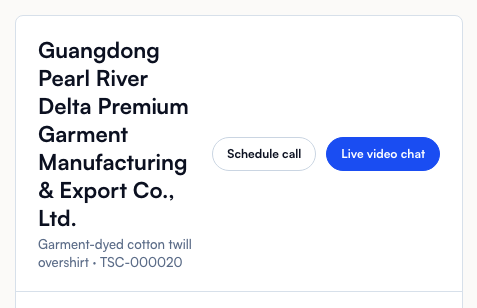 Guangdong
Pearl River
Delta Premium
Garment
Manufacturing
& Export Co.,
Ltd.
Garment-dyed cotton twill
overshirt · TSC-000020
Schedule call
Live video chat